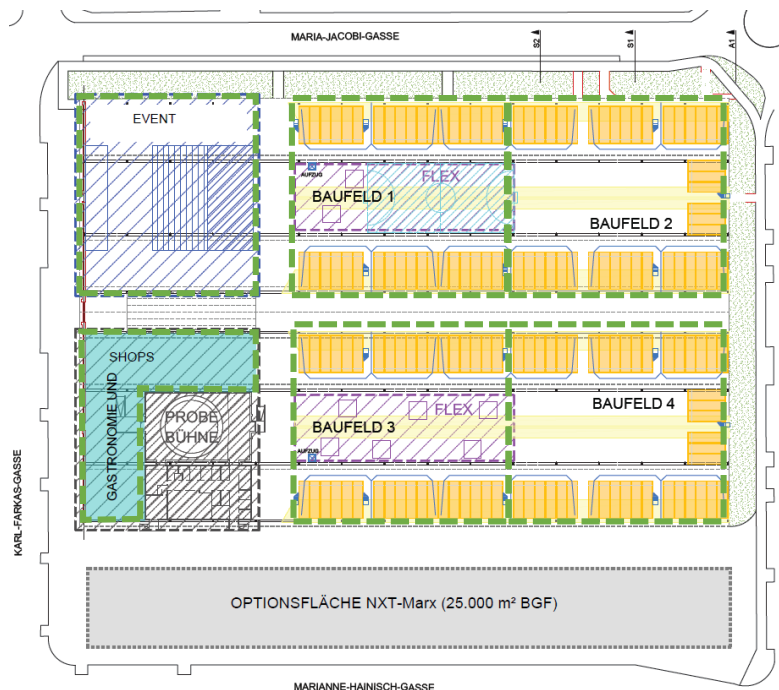 MARIA-JACOBI-GASSE
S2
S1
A1
EVENT
AUFZUG
FLEX
BAUFELD 1
BAUFELD 2
SHOPS
GASTRONOMIE UND
PROBE
BÜHNE
FLEX
BAUFELD 3
BAUFELD 4
AUFZUG
KARL-FARKAS-GASSE
OPTIONSFLÄCHE NXT-Marx (25.000 m² BGF)
MARIANNE-HAINISCH-GASSE